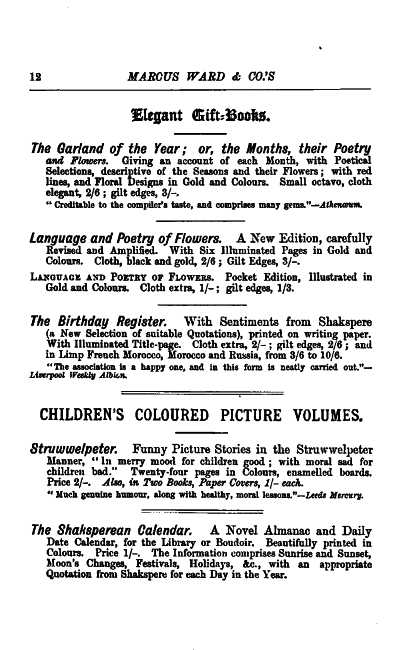 12 MARCUS WARD & CO.'S
Elegant Gift-Books.
The Garland of the Year; or, the Months, their Poetry
and Flowers. Giving an account of each Month, with Poetical
Selections, descriptive of the Seasons and their Flowers; with red
lines, and Floral Designs in Gold and Colours. Small octavo, cloth
elegant, 2/6; gilt edges, 3/-.
"Creditable to the compiler's taste, and comprises many gems."—Athenæum.
Language and Poetry of Flowers. A New Edition, carefully
Revised and Amplified. With Six Illuminated Pages in Gold and
Colours. Cloth, black and gold, 2/6; Gilt Edges, 3/-.
LANGUAGE AND POETRY OF FLOWERS. Pocket Edition, Illustrated in
Gold and Colours. Cloth extra, 1/-; gilt edges, 1/3.
The Birthday Register. With Sentiments from Shakspere
(a New Selection of suitable Quotations), printed on writing paper.
With Illuminated Title-page. Cloth extra, 2/-; gilt edges, 2/6; and
in Limp French Morocco, Morocco and Russia, from 3/6 to 10/6.
"The association is a happy one, and in this form is neatly carried out."—
Liverpool Weekly Albion.
CHILDREN'S COLOURED PICTURE VOLUMES.
Struwwelpeter. Funny Picture Stories in the Struwwelpeter
Manner, "In merry mood for children good; with moral sad for
children bad." Twenty-four pages in Colours, enamelled boards.
Price 2/-. Also, in Two Books, Paper Covers, 1/- each.
"Much genuine humour, along with healthy, moral lessons."—Leeds Mercury.
The Shaksperean Calendar. A Novel Almanac and Daily
Date Calendar, for the Library or Boudoir. Beautifully printed in
Colours. Price 1/-. The Information comprises Sunrise and Sunset,
Moon's Changes, Festivals, Holidays, &c., with an appropriate
Quotation from Shakspere for each Day in the Year.